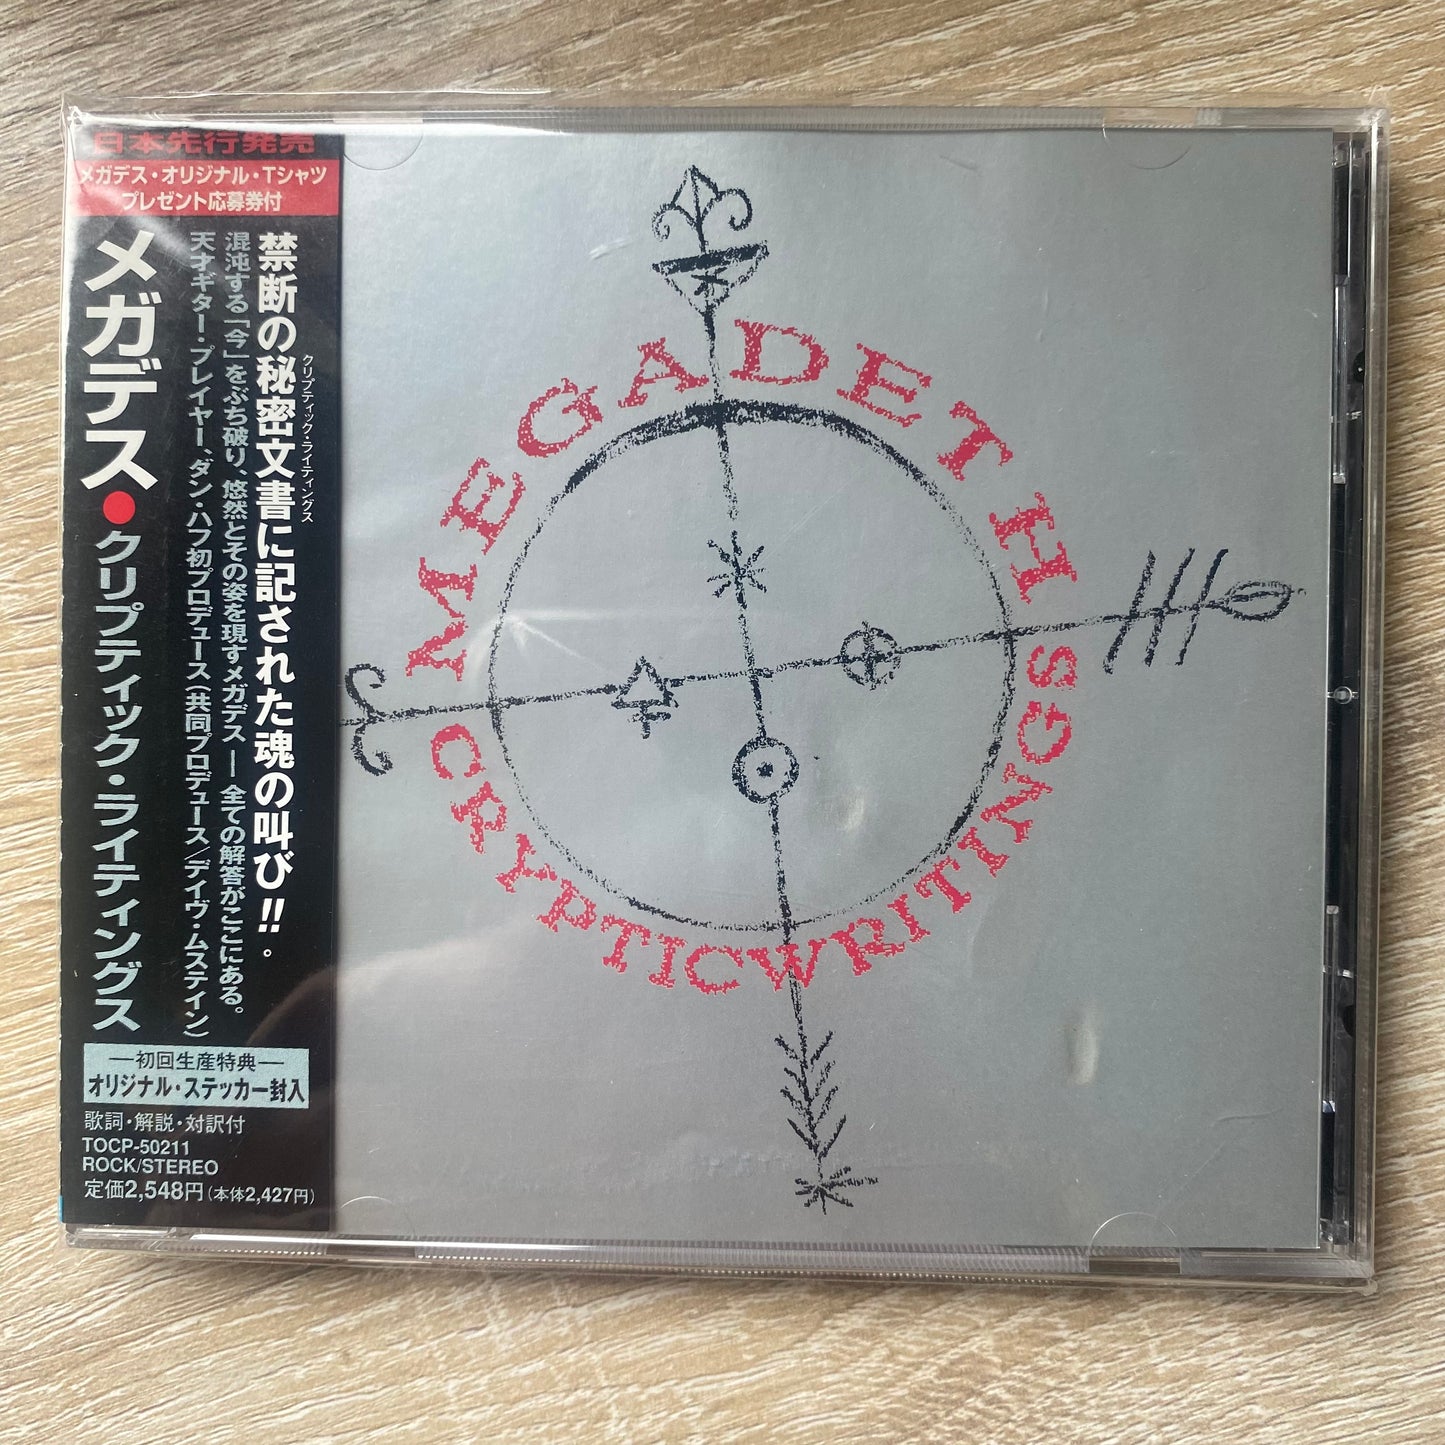 日本先行発売
メガデス・オリジナル・Tシャツ
プレゼント応募券付
禁断の秘密文書に記された魂の叫び!!。
クリプティック・ライティングス
混沌する「今」をぶち破り、悠然とその姿を現すメガデス — 全ての解答がここにある。
天才ギター・プレイヤー、ダン・ハフ初プロデュース(共同プロデュース/デイヴ・ムステイン)
メガデス●クリプティック・ライティングス
—初回生産特典—
オリジナル・ステッカー封入
歌詞・解説・対訳付
TOCP-50211
ROCK/STEREO
定価2,548円(本体2,427円)
MEGADETH
CRYPTICWRITINGS